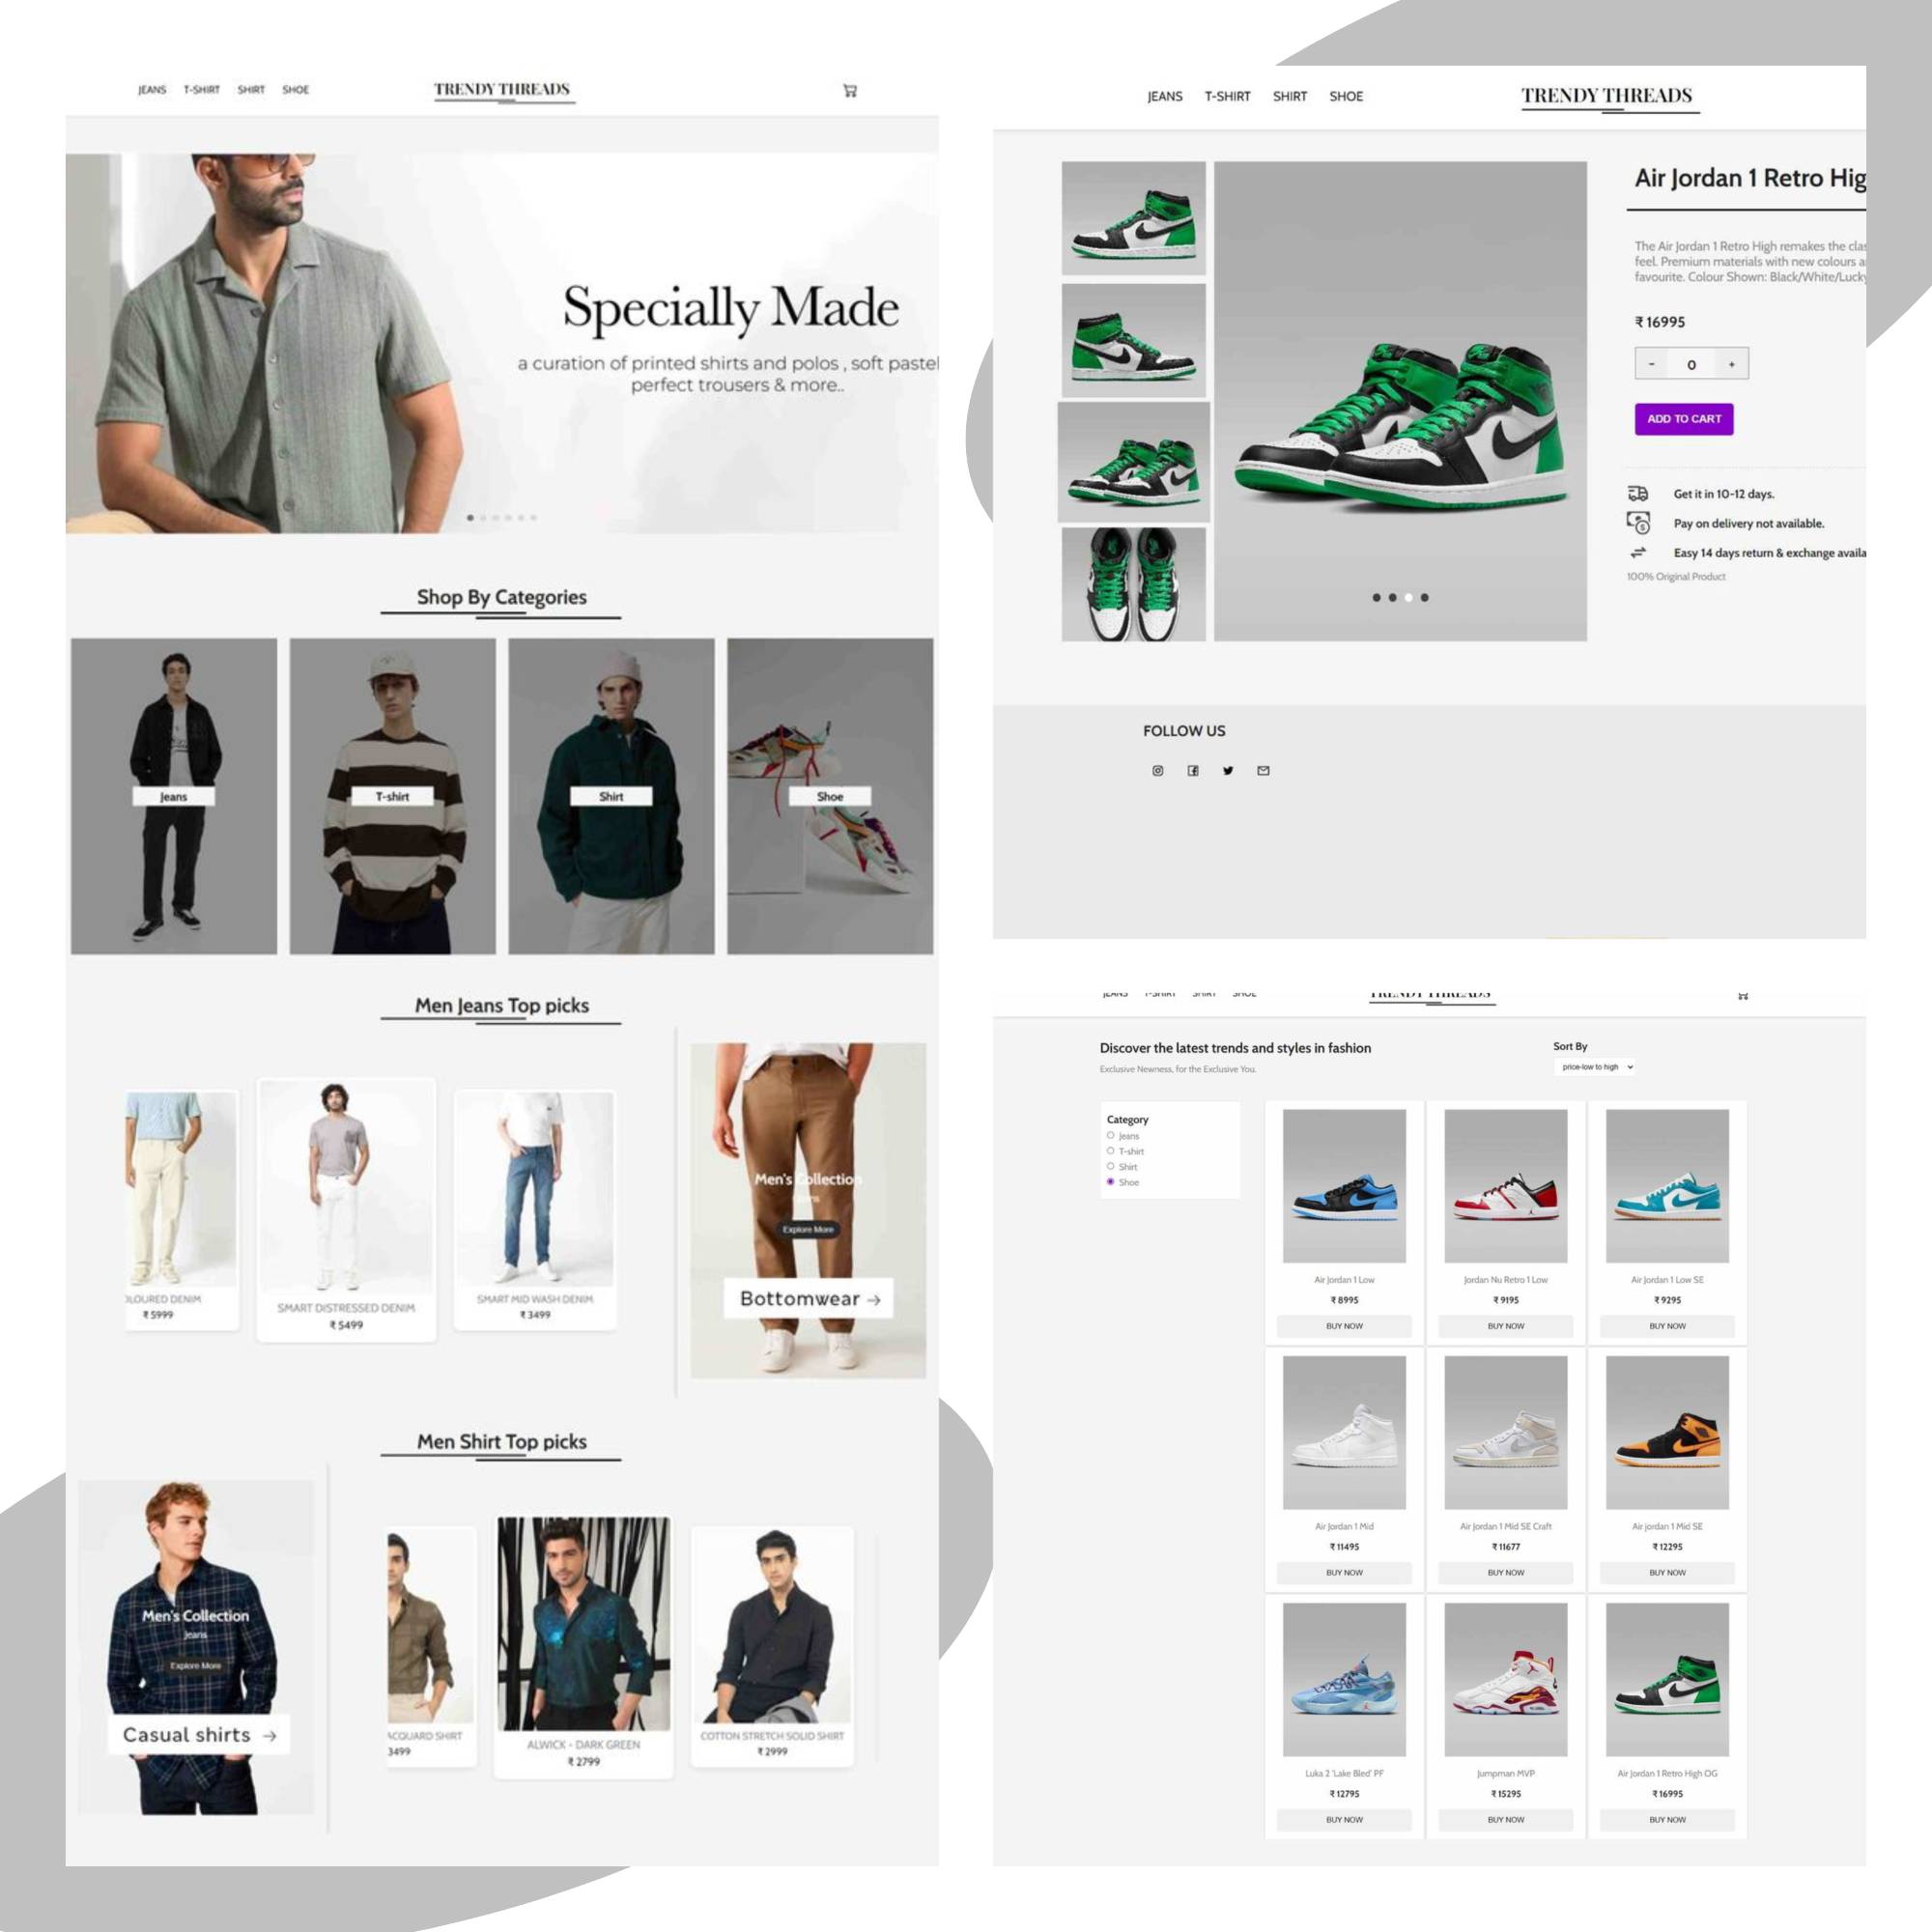 JEANS T-SHIRT SHIRT SHOE
TRENDY THREADS
Specially Made
a curation of printed shirts and polos , soft pastel
perfect trousers & more..
Shop By Categories
Jeans
T-shirt
Shirt
Shoe
Men Jeans Top picks
OLOURED DENIM
₹ 5999
SMART DISTRESSED DENIM
₹ 5499
SMART MID WASH DENIM
₹ 3499
Men's Collection
Explore More
Bottomwear →
Men Shirt Top picks
Men's Collection
Jeans
Explore More
Casual shirts →
ACQUARD SHIRT
3499
ALWICK - DARK GREEN
₹ 2799
COTTON STRETCH SOLID SHIRT
₹ 2999
JEANS T-SHIRT SHIRT SHOE
TRENDY THREADS
Air Jordan 1 Retro Hig
The Air Jordan 1 Retro High remakes the clas
feel. Premium materials with new colours a
favourite. Colour Shown: Black/White/Lucky
₹ 16995
- 0 +
ADD TO CART
Get it in 10-12 days.
Pay on delivery not available.
Easy 14 days return & exchange availa
100% Original Product
FOLLOW US
JEANS T-SHIRT SHIRT SHOE
TRENDY THREADS
Discover the latest trends and styles in fashion
Exclusive Newness, for the Exclusive You.
Sort By
price-low to high
Category
Jeans
T-shirt
Shirt
Shoe
Air Jordan 1 Low
₹ 8995
BUY NOW
Jordan Nu Retro 1 Low
₹ 9195
BUY NOW
Air Jordan 1 Low SE
₹ 9295
BUY NOW
Air Jordan 1 Mid
₹ 11495
BUY NOW
Air Jordan 1 Mid SE Craft
₹ 11677
BUY NOW
Air jordan 1 Mid SE
₹ 12295
BUY NOW
Luka 2 'Lake Bled' PF
₹ 12795
BUY NOW
Jumpman MVP
₹ 15295
BUY NOW
Air Jordan 1 Retro High OG
₹ 16995
BUY NOW